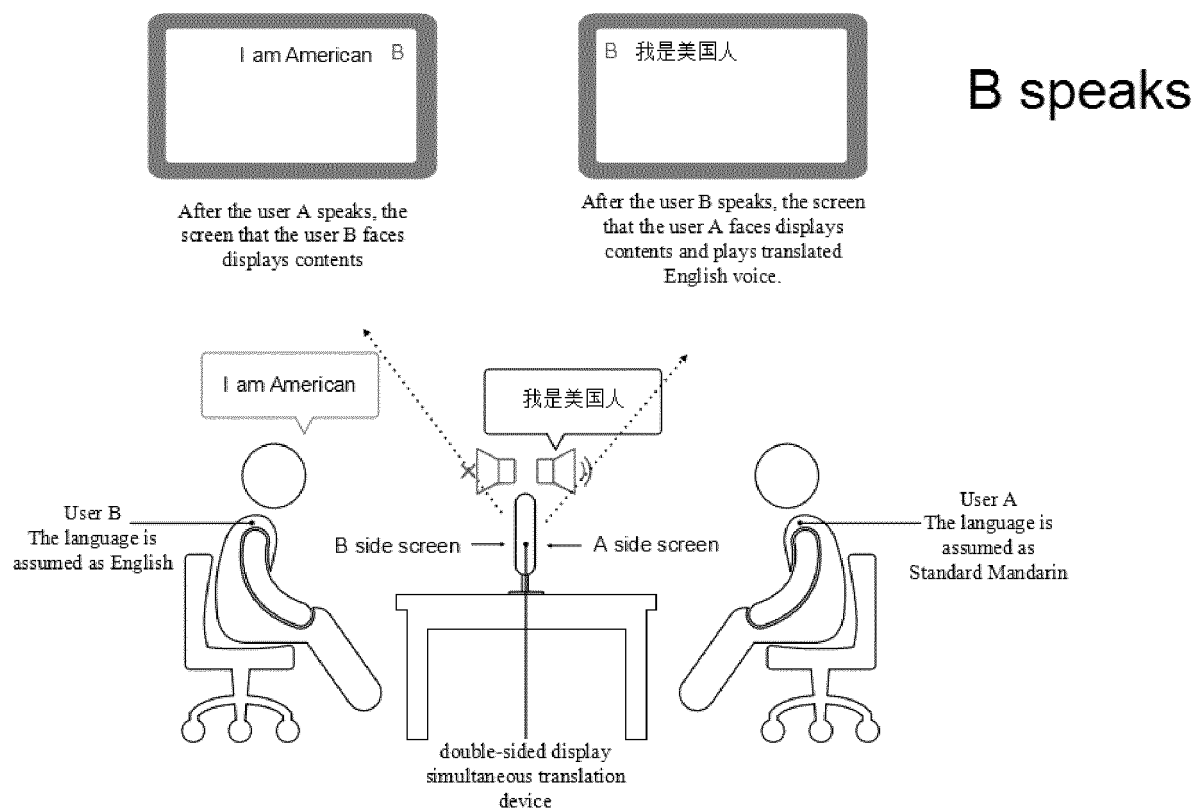 I am American B
B 我是美国人
B speaks
After the user A speaks, the
screen that the user B faces
displays contents
After the user B speaks, the screen
that the user A faces displays
contents and plays translated
English voice.
I am American
我是美国人
User B
The language is
assumed as English
B side screen
A side screen
User A
The language is
assumed as
Standard Mandarin
double-sided display
simultaneous translation
device